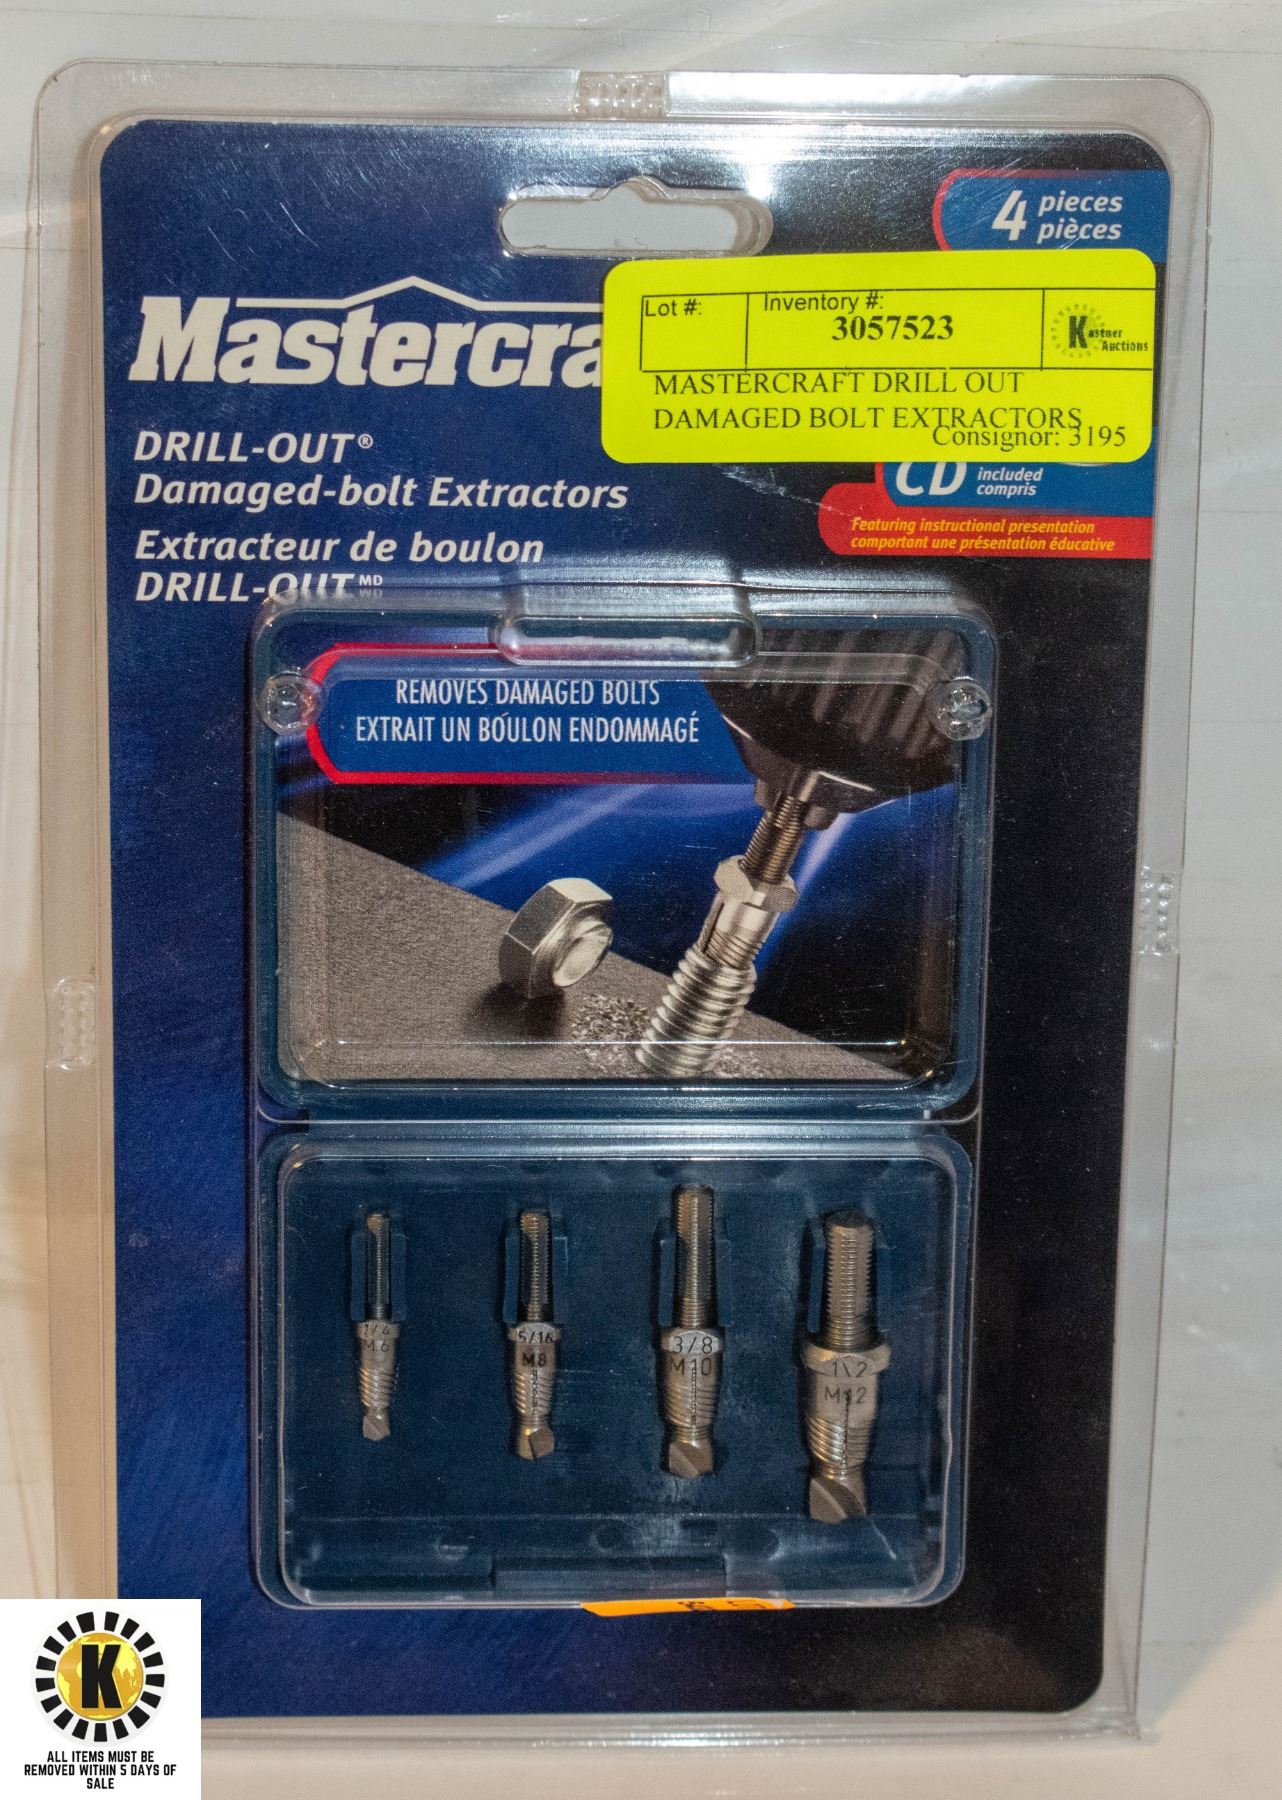 4 pieces
pièces
Mastercra
Lot #:
Inventory #:
3057523
Kastner
Auctions
MASTERCRAFT DRILL OUT
DAMAGED BOLT EXTRACTORS
Consignor: 3195
DRILL-OUT®
Damaged-bolt Extractors
Extracteur de boulon
DRILL-OUT MD
CD included
compris
Featuring instructional presentation
comportant une présentation éducative
REMOVES DAMAGED BOLTS
EXTRAIT UN BOULON ENDOMMAGÉ
1/4
M6
5/16
M8
3/8
M10
1\2
M12
K
ALL ITEMS MUST BE
REMOVED WITHIN 5 DAYS OF
SALE